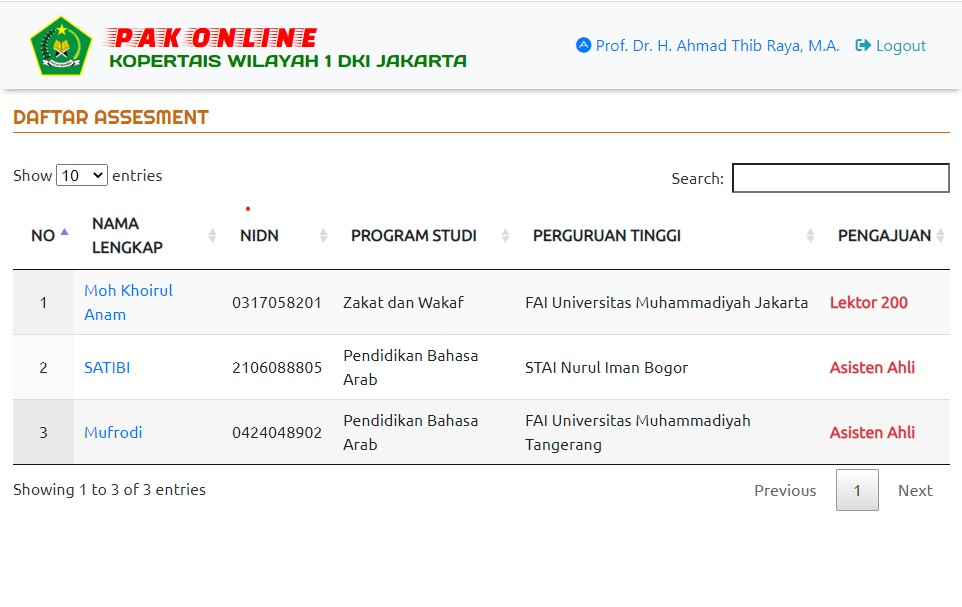 PAK ONLINE
KOPERTAIS WILAYAH 1 DKI JAKARTA
Prof. Dr. H. Ahmad Thib Raya, M.A. Logout
DAFTAR ASSESMENT
Show 10 entries
Search:
NO NAMA LENGKAP NIDN PROGRAM STUDI PERGURUAN TINGGI PENGAJUAN
1 Moh Khoirul Anam 0317058201 Zakat dan Wakaf FAI Universitas Muhammadiyah Jakarta Lektor 200
2 SATIBI 2106088805 Pendidikan Bahasa Arab STAI Nurul Iman Bogor Asisten Ahli
3 Mufrodi 0424048902 Pendidikan Bahasa Arab FAI Universitas Muhammadiyah Tangerang Asisten Ahli
Showing 1 to 3 of 3 entries
Previous 1 Next